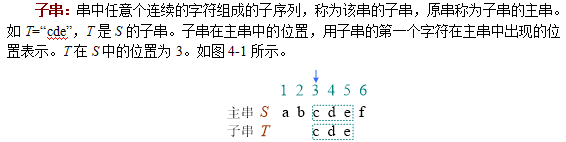 子串：串中任意个连续的字符组成的子序列，称为该串的子串，原串称为子串的主串。
如 T=“cde”，T 是 S 的子串。子串在主串中的位置，用子串的第一个字符在主串中出现的位
置表示。T 在 S 中的位置为 3。如图4-1 所示。
1 2 3 4 5 6
主串 S a b c d e f
子串 T c d e